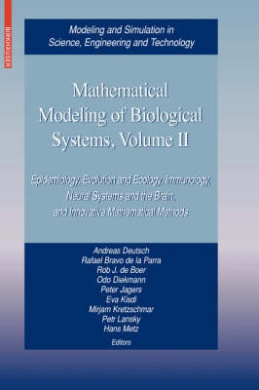 BIRKHAUSER
Modeling and Simulation in
Science, Engineering and Technology
Mathematical
Modeling of Biological
Systems, Volume II
Epidemiology, Evolution and Ecology, Immunology,
Neural Systems and the Brain,
and Innovative Mathematical Methods
Andreas Deutsch
Rafael Bravo de la Parra
Rob J. de Boer
Odo Diekmann
Peter Jagers
Eva Kisdi
Mirjam Kretzschmar
Petr Lansky
Hans Metz
Editors